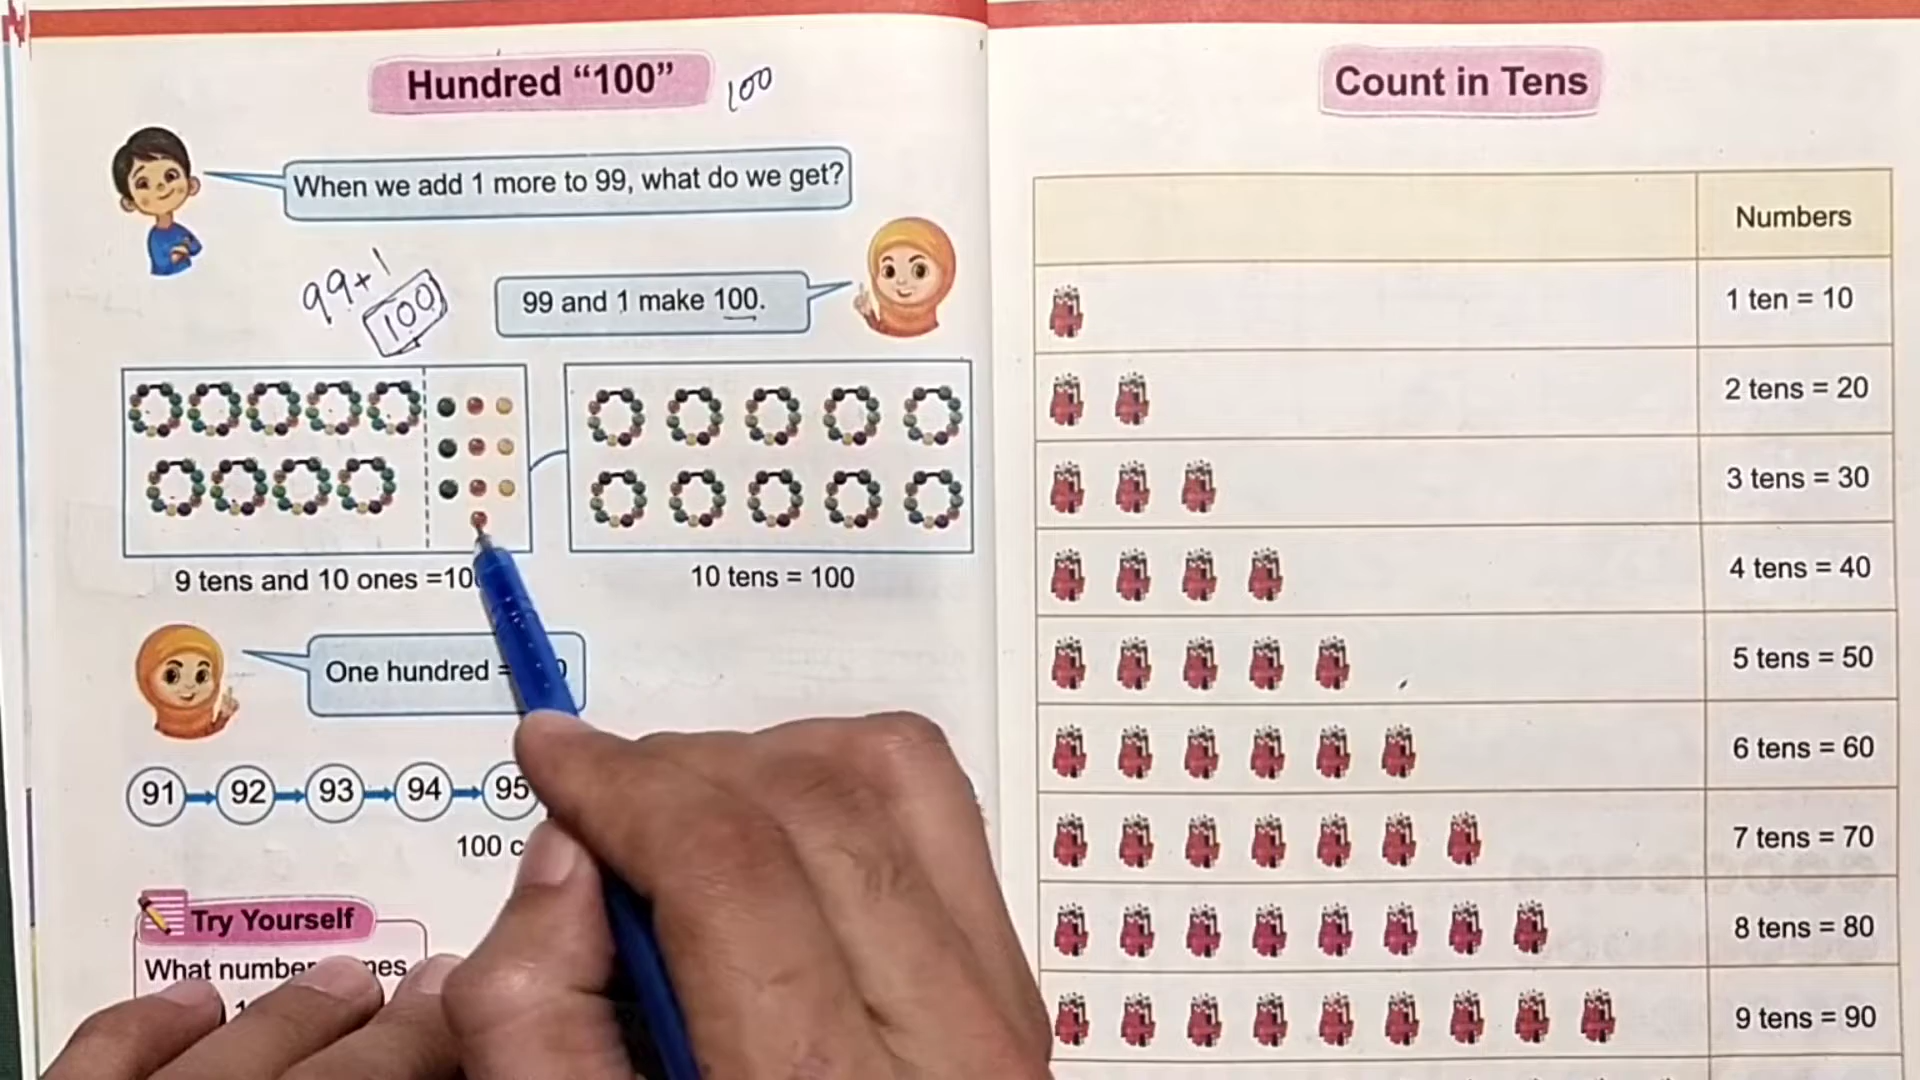 Hundred “100”
100
When we add 1 more to 99, what do we get?
99+1
100
99 and 1 make 100.
9 tens and 10 ones =10
10 tens = 100
One hundred =
91 92 93 94 95
100 c
Try Yourself
What number
Count in Tens
Numbers
1 ten = 10
2 tens = 20
3 tens = 30
4 tens = 40
5 tens = 50
6 tens = 60
7 tens = 70
8 tens = 80
9 tens = 90